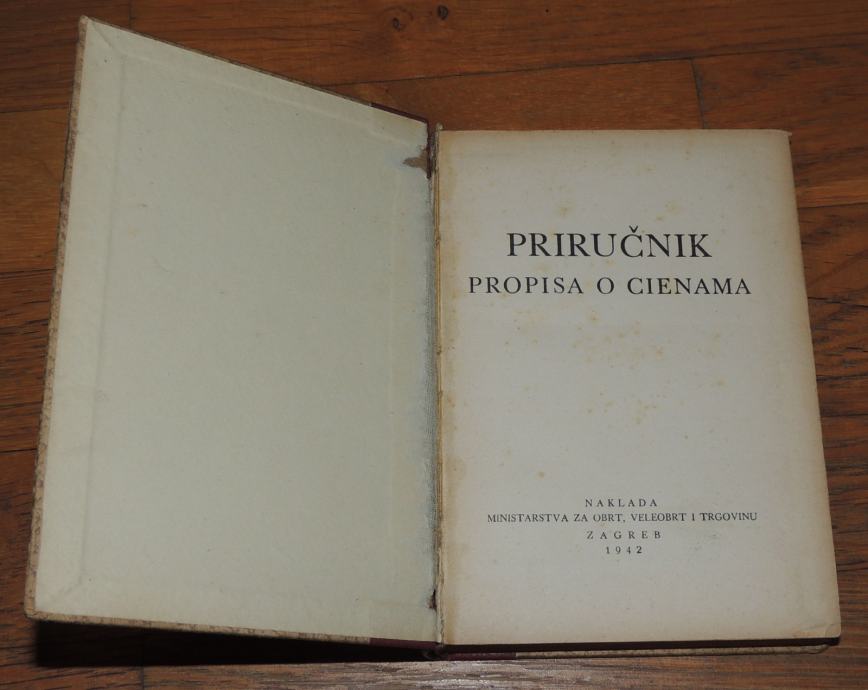 PRIRUČNIK
PROPISA O CIENAMA
NAKLADA
MINISTARSTVA ZA OBRT, VELEOBRT I TRGOVINU
ZAGREB
1942